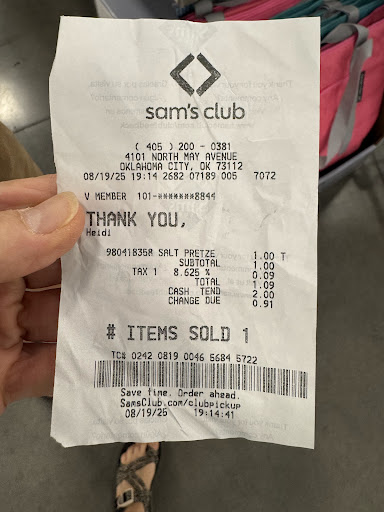 sam's club
( 405 ) 200 - 0381
4101 NORTH MAY AVENUE
OKLAHOMA CITY, OK 73112
08/19/25 19:14 2682 07189 005 7072
V MEMBER 101-*******8844
THANK YOU,
Heidi
980418358 SALT PRETZE 1.00 T
SUBTOTAL 1.00
TAX 1 8.625 % 0.09
TOTAL 1.09
CASH TEND 2.00
CHANGE DUE 0.91
# ITEMS SOLD 1
TC# 0242 0819 0046 5684 5722
Save time. Order ahead.
SamsClub.com/clubpickup
08/19/25 19:14:41